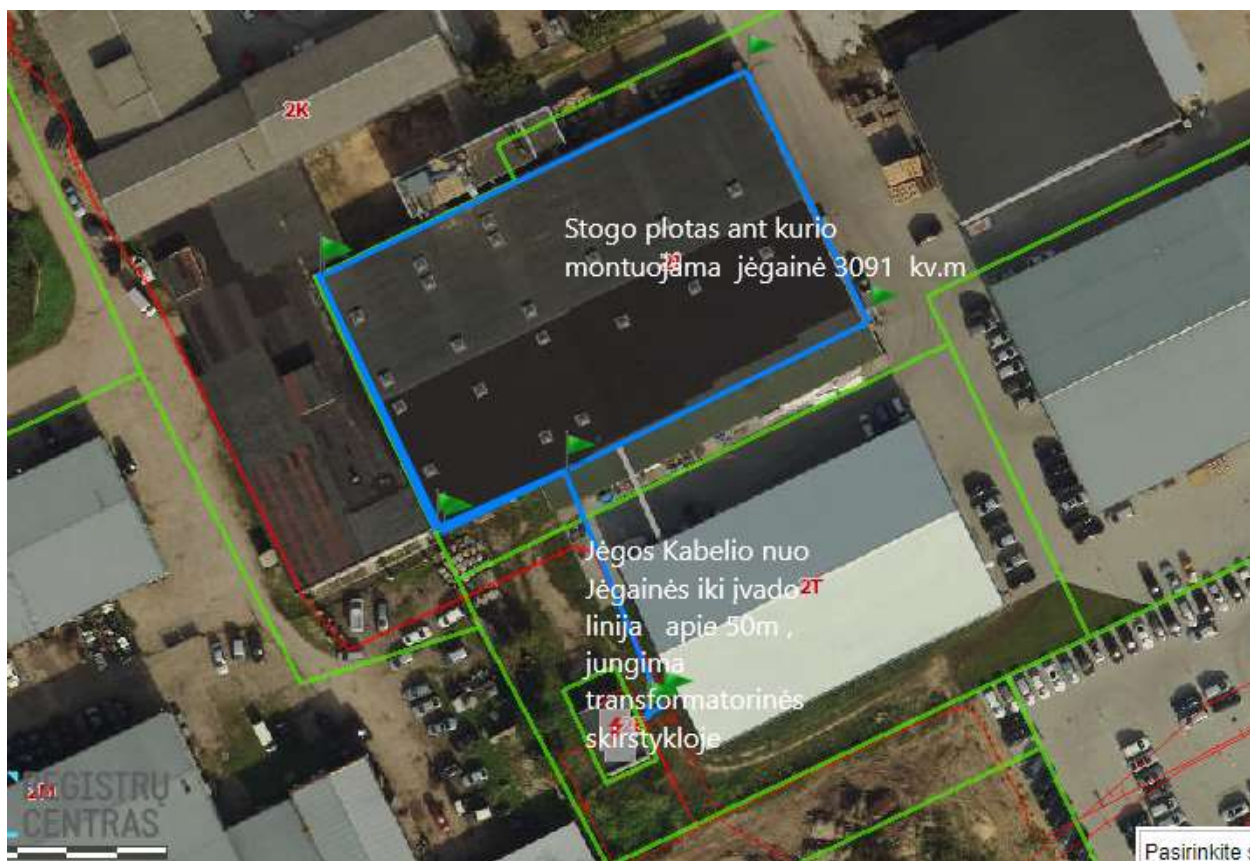 2K
Stogo plotas ant kurio
montuojama jėgainė 3091 kv.m
Jėgos Kabelio nuo
Jėgainės iki įvado
2T
linija apie 50m ,
jungima
transformatorinės
skirstykloje
REGISTRŲ
CENTRAS
Pasirinkite